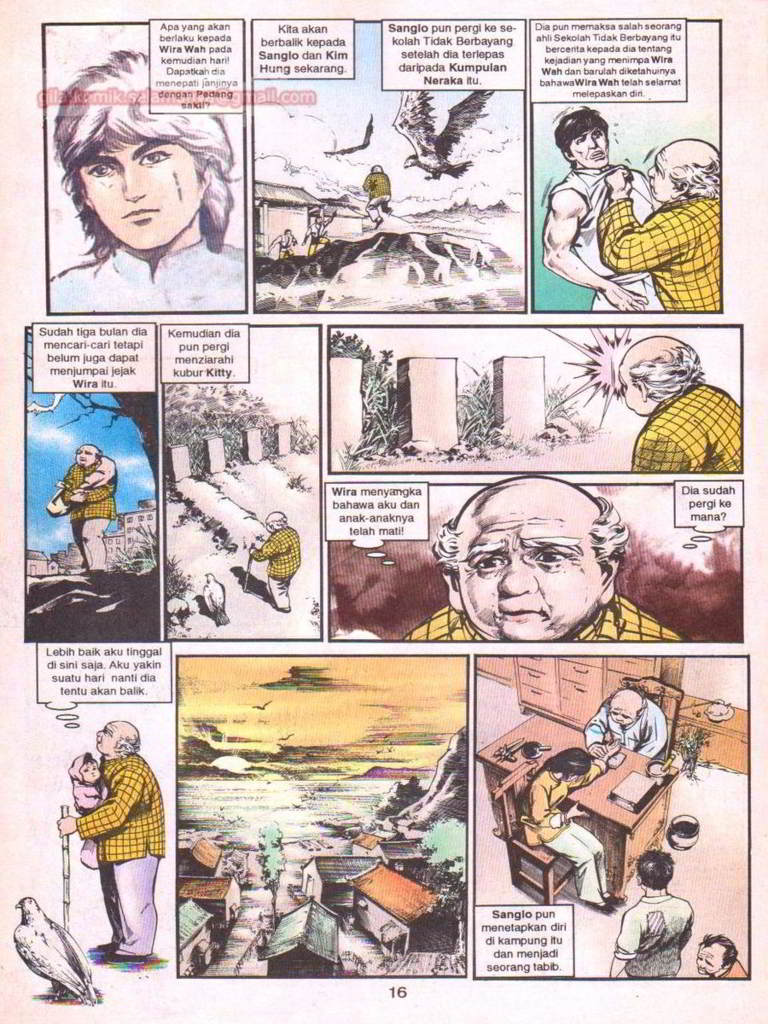 Apa yang akan
berlaku kepada
Wira Wah pada
kemudian hari!
Dapatkah dia
menepati janjinya
dengan Pedang
sakti?
Kita akan
berbalik kepada
Sanglo dan Kim
Hung sekarang.
Sanglo pun pergi ke se-
kolah Tidak Berbayang
setelah dia terlepas
daripada Kumpulan
Neraka itu.
Dia pun memaksa salah seorang
ahli Sekolah Tidak Berbayang itu
bercerita kepada dia tentang
kejadian yang menimpa Wira
Wah dan barulah diketahuinya
bahawaWira Wah telah selamat
melepaskan diri.
Sudah tiga bulan dia
mencari-cari tetapi
belum juga dapat
menjumpai jejak
Wira itu.
Kemudian dia
pun pergi
menziarahi
kubur Kitty.
Wira menyangka
bahawa aku dan
anak-anaknya
telah mati!
Dia sudah
pergi ke
mana?
Lebih baik aku tinggal
di sini saja. Aku yakin
suatu hari nanti dia
tentu akan balik.
Sanglo pun
menetapkan diri
di kampung itu
dan menjadi
seorang tabib.
16